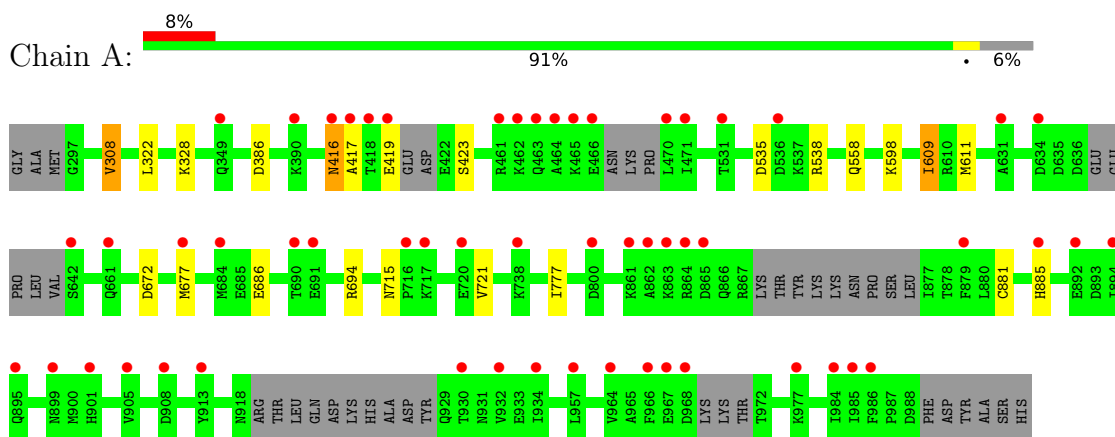 8%
Chain A:
91% • 6%
GLY ALA MET G297 V308 L322 K328 Q349 D386 K390 N416 A417 T418 E419 GLU ASP E422 S423 R461 K462 Q463 A464 K465 E466 ASN LYS PRO L470 I471 T531 D535 D536 K537 R538 Q558 K598 I609 R610 M611 A631 D634 D635 D636 GLU GLU
PRO LEU VAL S642 Q661 D672 M677 M684 E685 E686 T690 E691 R694 N715 P716 K717 E720 V721 K738 I777 D800 K861 A862 K863 R864 D865 Q866 R867 LYS THR TYR LYS LYS ASN PRO SER LEU I877 T878 F879 L880 C881 H885 E892 D893 I894
Q895 N899 M900 H901 V905 D908 Y913 N918 ARG THR LEU GLN ASP LYS HIS ALA ASP TYR Q929 T930 N931 V932 E933 I934 L957 V964 A965 F966 E967 D968 LYS LYS THR T972 K977 I984 I985 F986 P987 D988 PHE ASP TYR ALA SER HIS